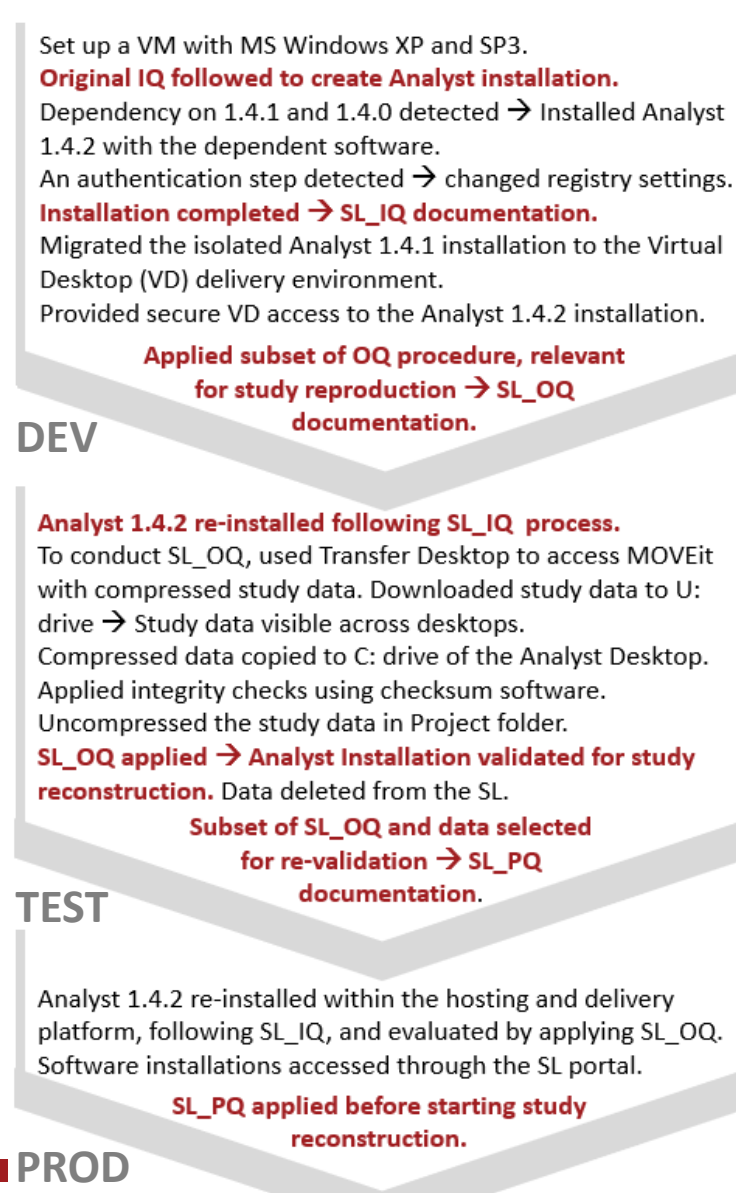 Set up a VM with MS Windows XP and SP3.
Original IQ followed to create Analyst installation.
Dependency on 1.4.1 and 1.4.0 detected → Installed Analyst
1.4.2 with the dependent software.
An authentication step detected → changed registry settings.
Installation completed → SL_IQ documentation.
Migrated the isolated Analyst 1.4.1 installation to the Virtual
Desktop (VD) delivery environment.
Provided secure VD access to the Analyst 1.4.2 installation.
Applied subset of OQ procedure, relevant
for study reproduction → SL_OQ
documentation.
DEV
Analyst 1.4.2 re-installed following SL_IQ  process.
To conduct SL_OQ, used Transfer Desktop to access MOVEit
with compressed study data. Downloaded study data to U:
drive → Study data visible across desktops.
Compressed data copied to C: drive of the Analyst Desktop.
Applied integrity checks using checksum software.
Uncompressed the study data in Project folder.
SL_OQ applied → Analyst Installation validated for study
reconstruction. Data deleted from the SL.
Subset of SL_OQ and data selected
for re-validation → SL_PQ
documentation.
TEST
Analyst 1.4.2 re-installed within the hosting and delivery
platform, following SL_IQ, and evaluated by applying SL_OQ.
Software installations accessed through the SL portal.
SL_PQ applied before starting study
reconstruction.
PROD